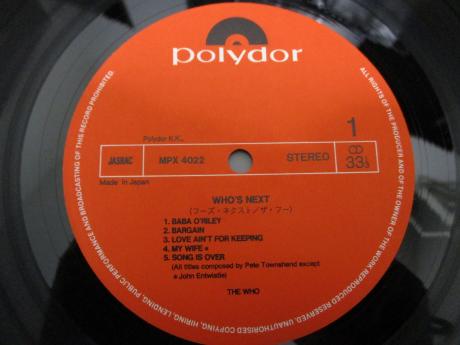 polydor
Polydor K.K.,
1
JASRAC MPX 4022 STEREO CD 33⅓
Made in Japan
WHO'S NEXT
(フーズ・ネクスト/ザ・フー)
1. BABA O'RILEY
2. BARGAIN
3. LOVE AIN'T FOR KEEPING
4. MY WIFE *
5. SONG IS OVER
(All titles composed by Pete Townshend except
* John Entwistle)
THE WHO
ALL RIGHTS OF THE PRODUCER AND OF THE OWNER OF THE WORK REPRODUCED RESERVED. UNAUTHORISED COPYING, HIRING, LENDING, PUBLIC PERFORMANCE AND BROADCASTING OF THIS RECORD PROHIBITED.